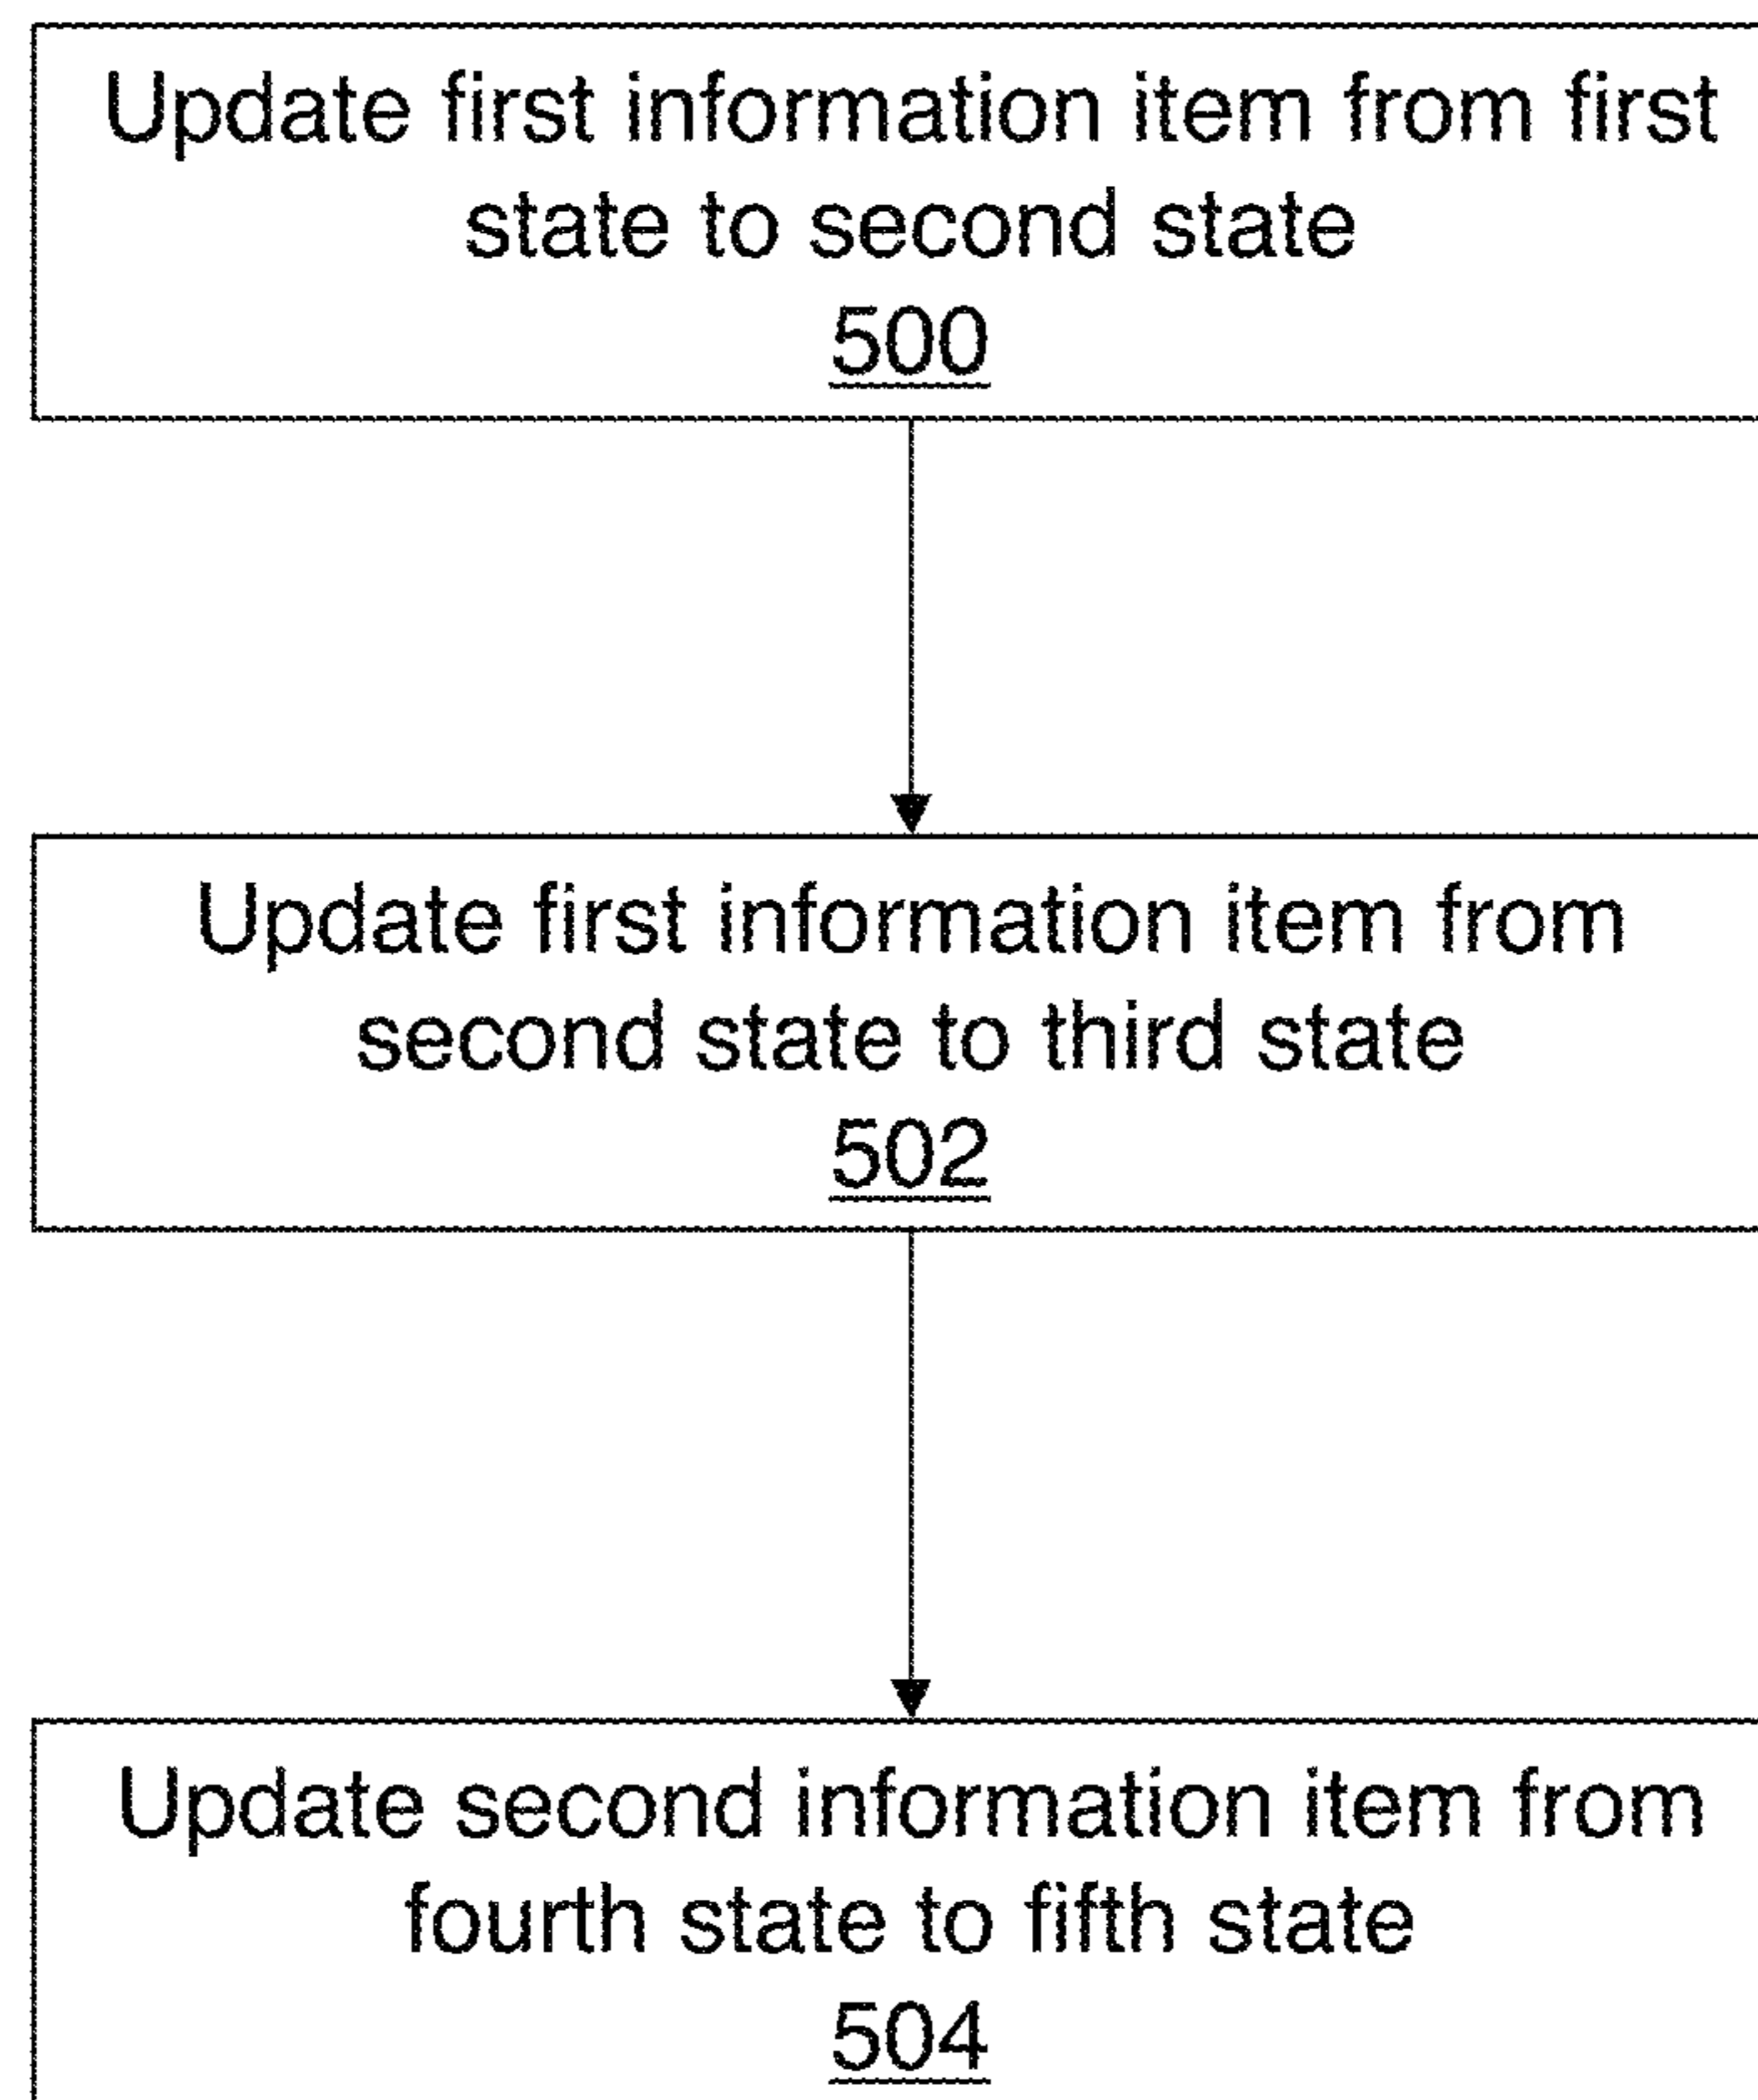 Update first information item from first
state to second state
500
Update first information item from
second state to third state
502
Update second information item from
fourth state to fifth state
504